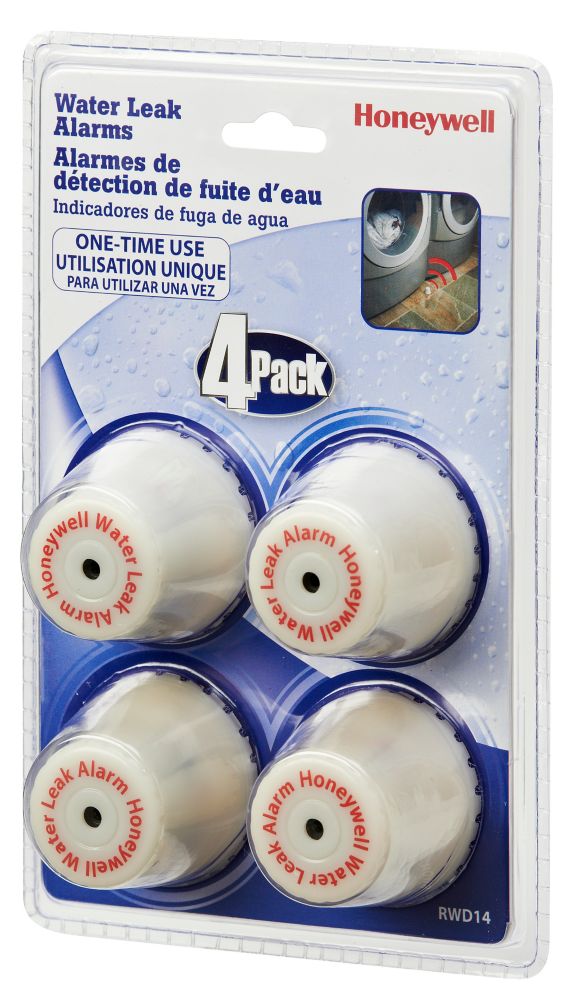 Water Leak
Alarms
Honeywell
Alarmes de
détection de fuite d'eau
Indicadores de fuga de agua
ONE-TIME USE
UTILISATION UNIQUE
PARA UTILIZAR UNA VEZ
4 Pack
Honeywell Water Leak Alarm
Honeywell Water Leak Alarm
Honeywell Water Leak Alarm
Honeywell Water Leak Alarm
RWD14